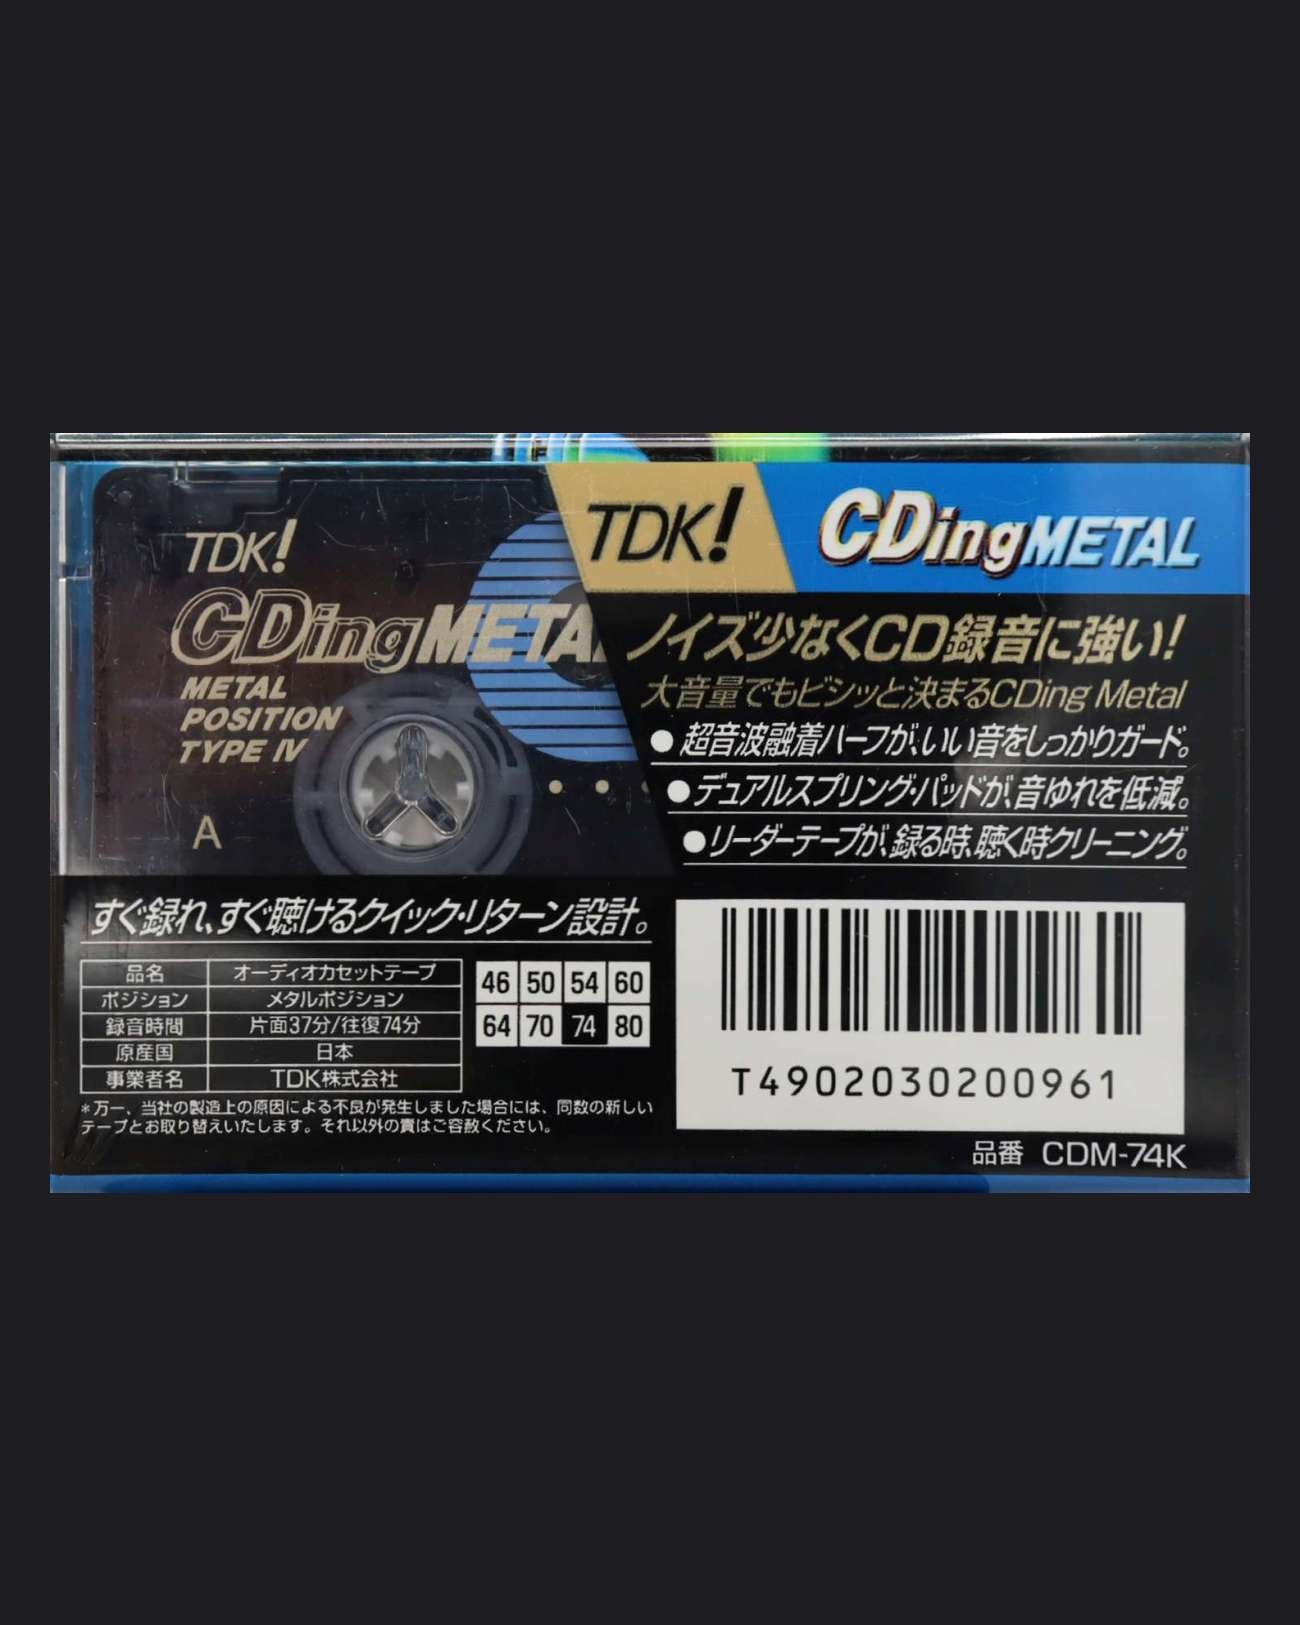 TDK!
CDing METAL
METAL
POSITION
TYPE IV
A
TDK!
CDing METAL
ノイズ少なくCD録音に強い!
大音量でもビシッと決まるCDing Metal
●超音波融着ハーフが、いい音をしっかりガード。
●デュアルスプリング・パッドが、音ゆれを低減。
●リーダーテープが、録る時、聴く時クリーニング。
すぐ録れ、すぐ聴けるクイック・リターン設計。
品名 オーディオカセットテープ
ポジション メタルポジション
録音時間 片面37分/往復74分
原産国 日本
事業者名 TDK株式会社
46 50 54 60
64 70 74 80
*万一、当社の製造上の原因による不良が発生しました場合には、同数の新しい
テープとお取り替えいたします。それ以外の責はご容赦ください。
T4902030200961
品番 CDM-74K